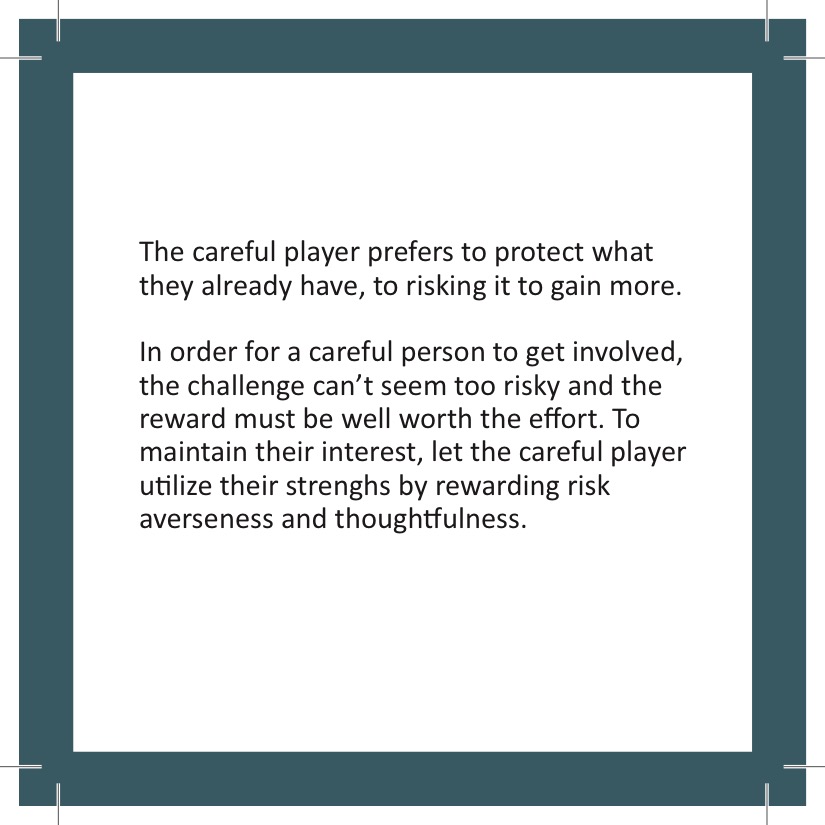 The careful player prefers to protect what
they already have, to risking it to gain more.
In order for a careful person to get involved,
the challenge can’t seem too risky and the
reward must be well worth the effort. To
maintain their interest, let the careful player
utilize their strenghs by rewarding risk
averseness and thoughtfulness.